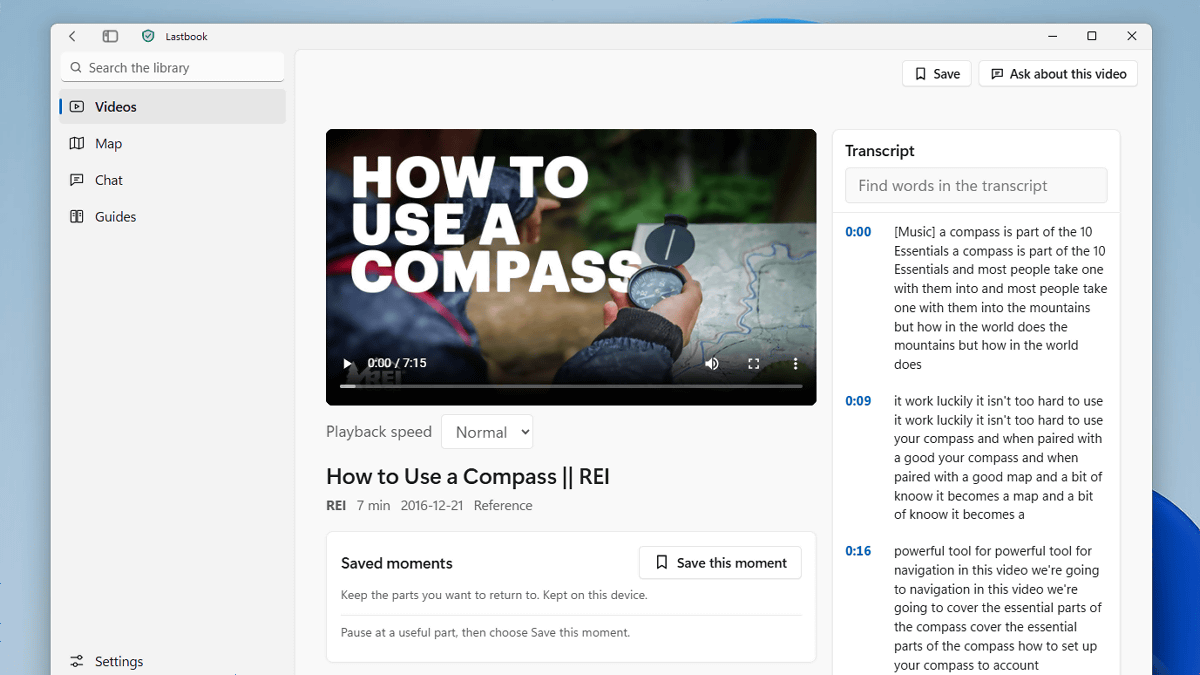 Lastbook
Search the library
Save
Ask about this video
Videos
Map
Chat
Guides
Settings
HOW TO
USE A
COMPASS
REI
0:00 / 7:15
Playback speed
Normal
How to Use a Compass || REI
REI 7 min 2016-12-21 Reference
Saved moments
Save this moment
Keep the parts you want to return to. Kept on this device.
Pause at a useful part, then choose Save this moment.
Transcript
Find words in the transcript
0:00
[Music] a compass is part of the 10
Essentials a compass is part of the 10
Essentials and most people take one
with them into and most people take
one with them into the mountains
but how in the world does the
mountains but how in the world
does
0:09
it work luckily it isn't too hard to use
it work luckily it isn't too hard to use
your compass and when paired with
a good your compass and when
paired with a good map and a bit of
knoow it becomes a map and a bit
of knoow it becomes a
0:16
powerful tool for powerful tool for
navigation in this video we're going
to navigation in this video we're
going to cover the essential parts of
the compass cover the essential
parts of the compass how to set up
your compass to account